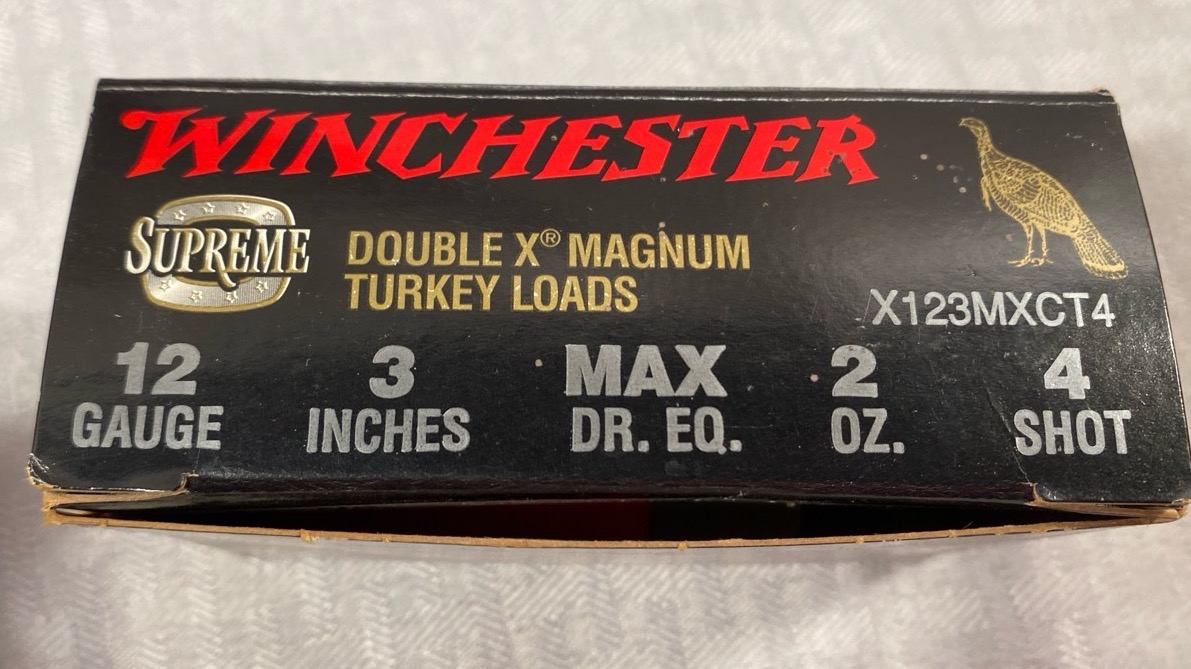 WINCHESTER
SUPREME
DOUBLE X® MAGNUM
TURKEY LOADS
X123MXCT4
12 3 MAX 2 4
GAUGE INCHES DR. EQ. OZ. SHOT